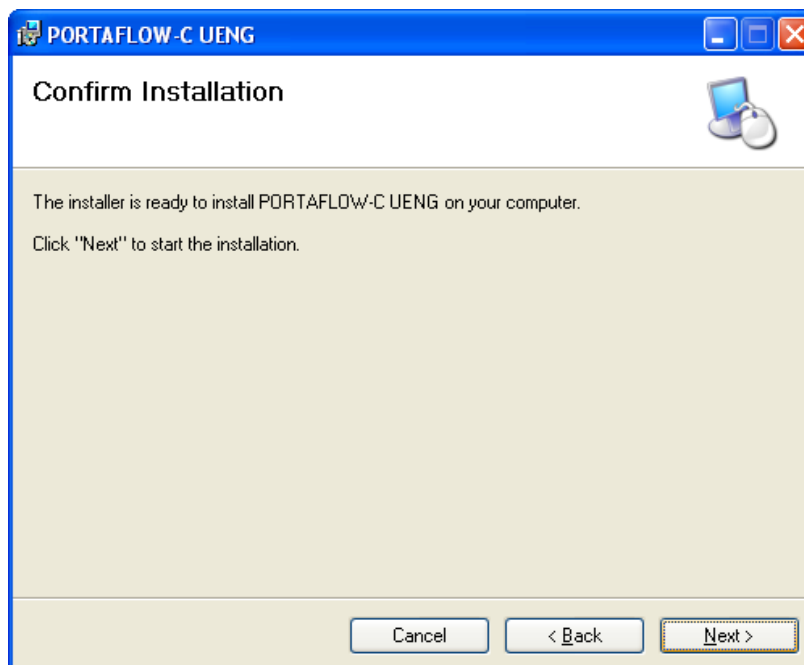 PORTAFLOW-C UENG
Confirm Installation
The installer is ready to install PORTAFLOW-C UENG on your computer.
Click "Next" to start the installation.
Cancel
< Back
Next >